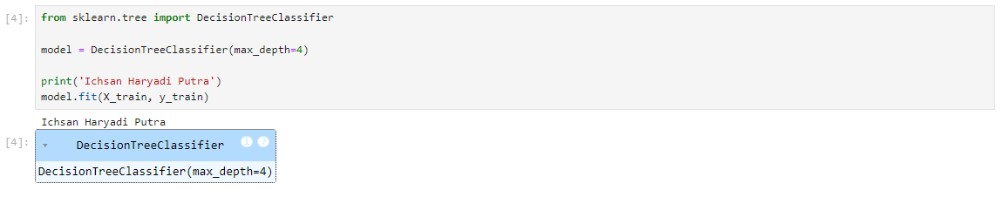 [4]: from sklearn.tree import DecisionTreeClassifier
model = DecisionTreeClassifier(max_depth=4)
print('Ichsan Haryadi Putra')
model.fit(X_train, y_train)
Ichsan Haryadi Putra
[4]: ▾ DecisionTreeClassifier i ?
DecisionTreeClassifier(max_depth=4)